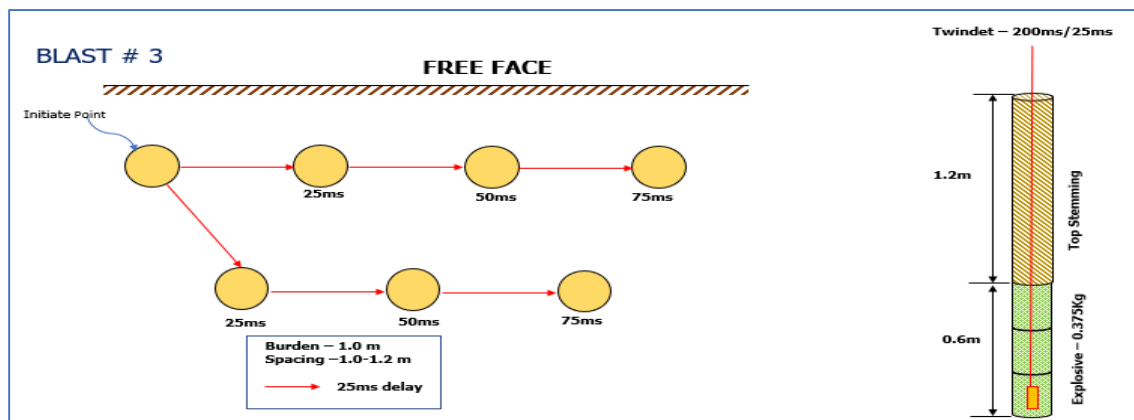 BLAST # 3
FREE FACE
Initiate Point
25ms
50ms
75ms
25ms
50ms
75ms
Burden – 1.0 m
Spacing –1.0-1.2 m
25ms delay
Twindet – 200ms/25ms
1.2m
Top Stemming
0.6m
Explosive – 0.375Kg